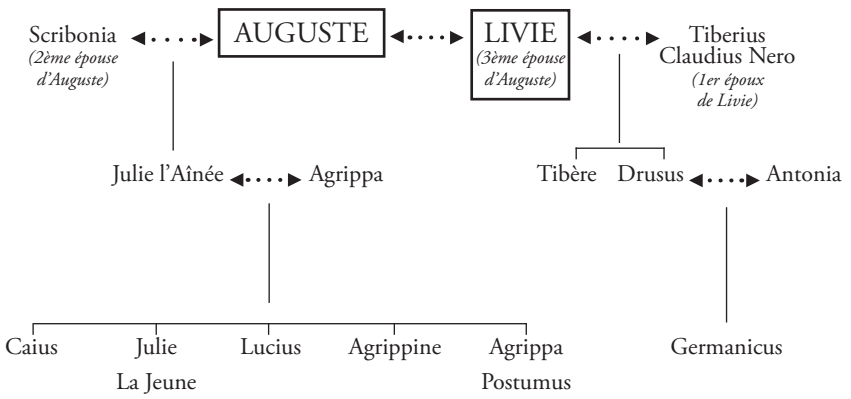 Scribonia
(2ème épouse
d’Auguste)
AUGUSTE
LIVIE
(3ème épouse
d’Auguste)
Tiberius
Claudius Nero
(1er époux
de Livie)
Julie l’Aînée
Agrippa
Tibère
Drusus
Antonia
Caius
Julie
La Jeune
Lucius
Agrippine
Agrippa
Postumus
Germanicus